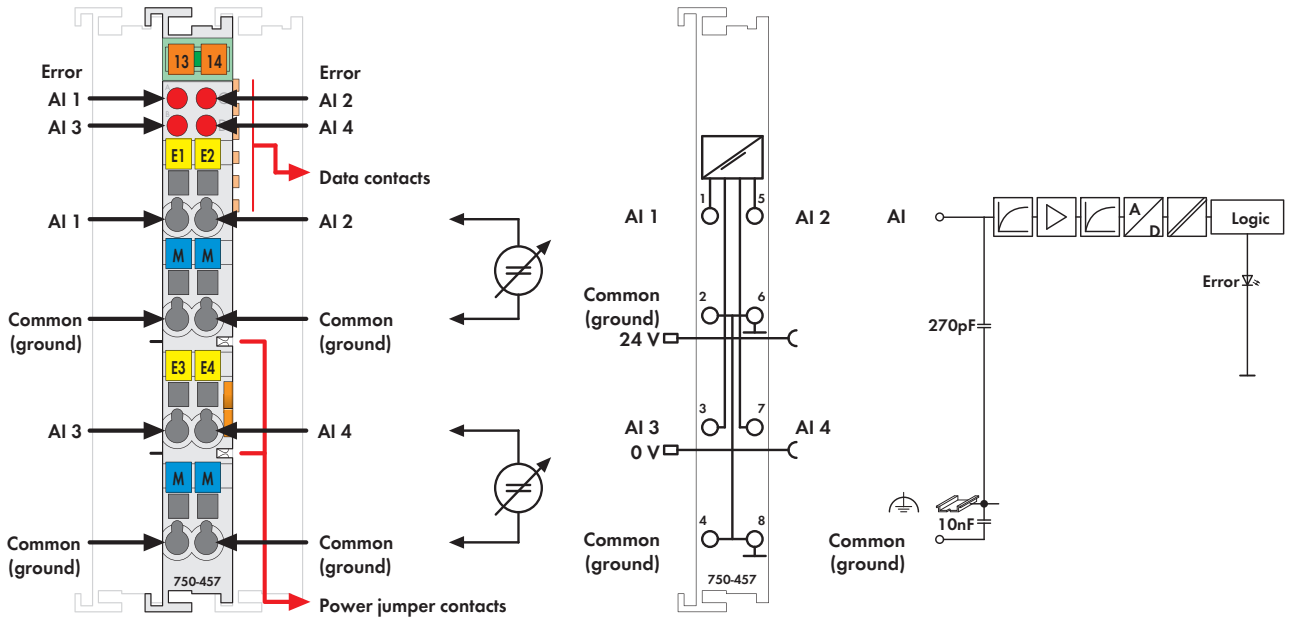 13 14
Error
Error
AI 1
AI 2
AI 3
AI 4
E1 E2
Data contacts
AI 1
AI 2
M M
Common
(ground)
Common
(ground)
E3 E4
AI 3
AI 4
M M
Common
(ground)
Common
(ground)
750-457
Power jumper contacts
1
5
AI 1
AI 2
2
6
Common
(ground)
24 V
3
7
AI 3
AI 4
0 V
4
8
Common
(ground)
750-457
AI
A
D
Logic
Error
270pF
10nF
Common
(ground)